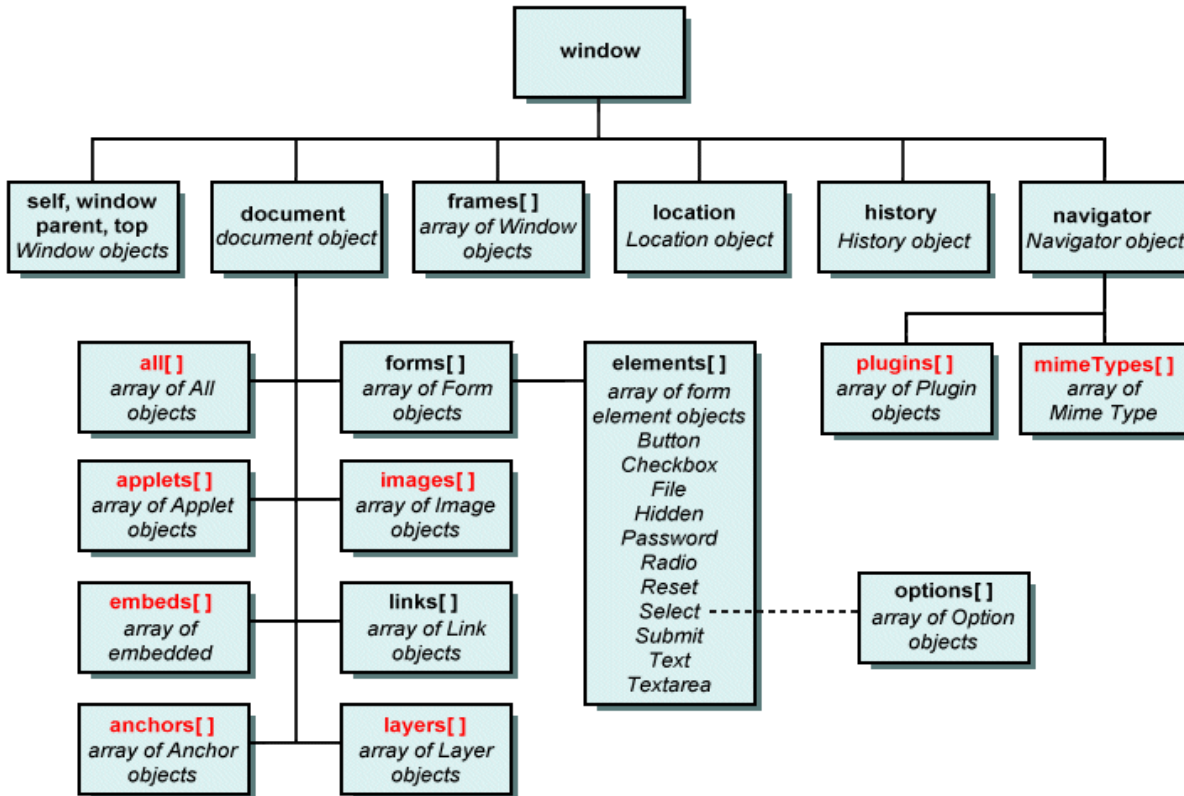 window
self, window
parent, top
Window objects
document
document object
frames[ ]
array of Window
objects
location
Location object
history
History object
navigator
Navigator object
all[ ]
array of All
objects
forms[ ]
array of Form
objects
elements[ ]
array of form
element objects
Button
Checkbox
File
Hidden
Password
Radio
Reset
Select
Submit
Text
Textarea
plugins[ ]
array of Plugin
objects
mimeTypes[ ]
array of
Mime Type
applets[ ]
array of Applet
objects
images[ ]
array of Image
objects
embeds[ ]
array of
embedded
links[ ]
array of Link
objects
options[ ]
array of Option
objects
anchors[ ]
array of Anchor
objects
layers[ ]
array of Layer
objects